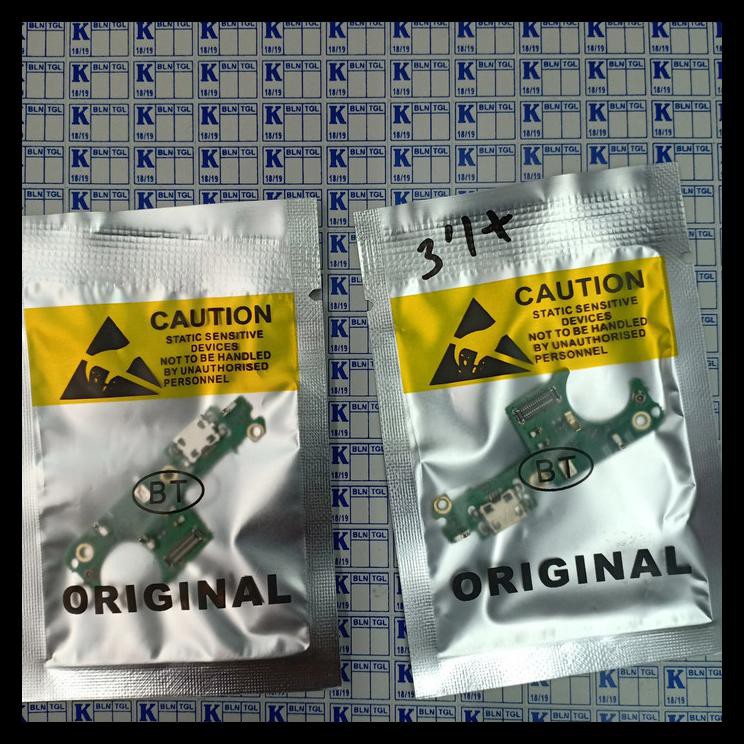 K BLN TGL
18/19
CAUTION
STATIC SENSITIVE
DEVICES
NOT TO BE HANDLED
BY UNAUTHORISED
PERSONNEL
BT
ORIGINAL
CAUTION
STATIC SENSITIVE
DEVICES
NOT TO BE HANDLED
BY UNAUTHORISED
PERSONNEL
BT
ORIGINAL